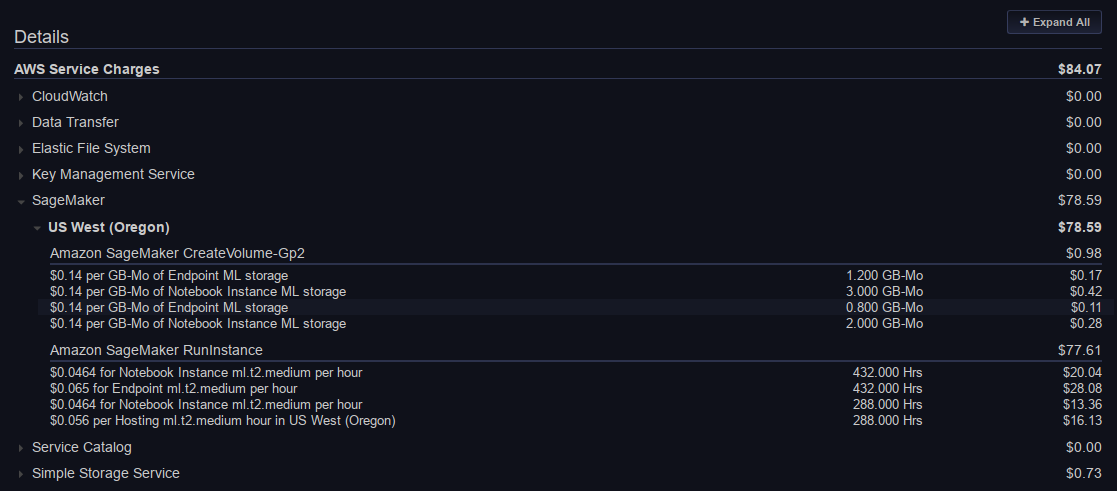 + Expand All
Details
AWS Service Charges $84.07
CloudWatch $0.00
Data Transfer $0.00
Elastic File System $0.00
Key Management Service $0.00
SageMaker $78.59
US West (Oregon) $78.59
Amazon SageMaker CreateVolume-Gp2 $0.98
$0.14 per GB-Mo of Endpoint ML storage 1.200 GB-Mo $0.17
$0.14 per GB-Mo of Notebook Instance ML storage 3.000 GB-Mo $0.42
$0.14 per GB-Mo of Endpoint ML storage 0.800 GB-Mo $0.11
$0.14 per GB-Mo of Notebook Instance ML storage 2.000 GB-Mo $0.28
Amazon SageMaker RunInstance $77.61
$0.0464 for Notebook Instance ml.t2.medium per hour 432.000 Hrs $20.04
$0.065 for Endpoint ml.t2.medium per hour 432.000 Hrs $28.08
$0.0464 for Notebook Instance ml.t2.medium per hour 288.000 Hrs $13.36
$0.056 per Hosting ml.t2.medium hour in US West (Oregon) 288.000 Hrs $16.13
Service Catalog $0.00
Simple Storage Service $0.73